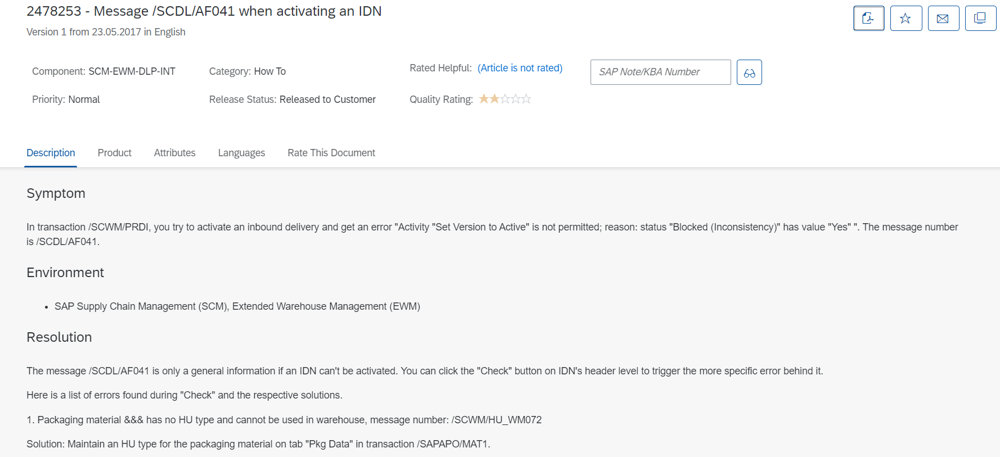 2478253 - Message /SCDL/AF041 when activating an IDN
Version 1 from 23.05.2017 in English
Component: SCM-EWM-DLP-INT
Category: How To
Rated Helpful: (Article is not rated)
SAP Note/KBA Number
Priority: Normal
Release Status: Released to Customer
Quality Rating:
Description
Product
Attributes
Languages
Rate This Document
Symptom
In transaction /SCWM/PRDI, you try to activate an inbound delivery and get an error "Activity "Set Version to Active" is not permitted; reason: status "Blocked (Inconsistency)" has value "Yes" ". The message number
is /SCDL/AF041.
Environment
• SAP Supply Chain Management (SCM), Extended Warehouse Management (EWM)
Resolution
The message /SCDL/AF041 is only a general information if an IDN can't be activated. You can click the "Check" button on IDN's header level to trigger the more specific error behind it.
Here is a list of errors found during "Check" and the respective solutions.
1. Packaging material &&& has no HU type and cannot be used in warehouse, message number: /SCWM/HU_WM072
Solution: Maintain an HU type for the packaging material on tab "Pkg Data" in transaction /SAPAPO/MAT1.